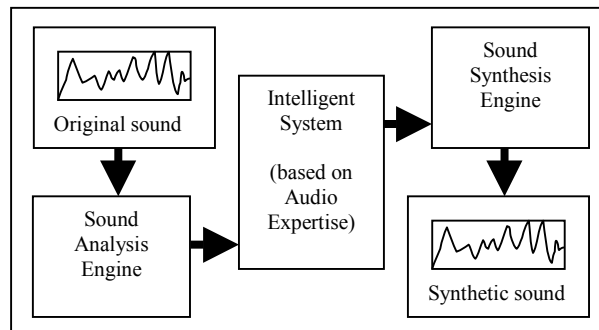 Original sound
Sound
Analysis
Engine
Intelligent
System
(based on
Audio
Expertise)
Sound
Synthesis
Engine
Synthetic sound